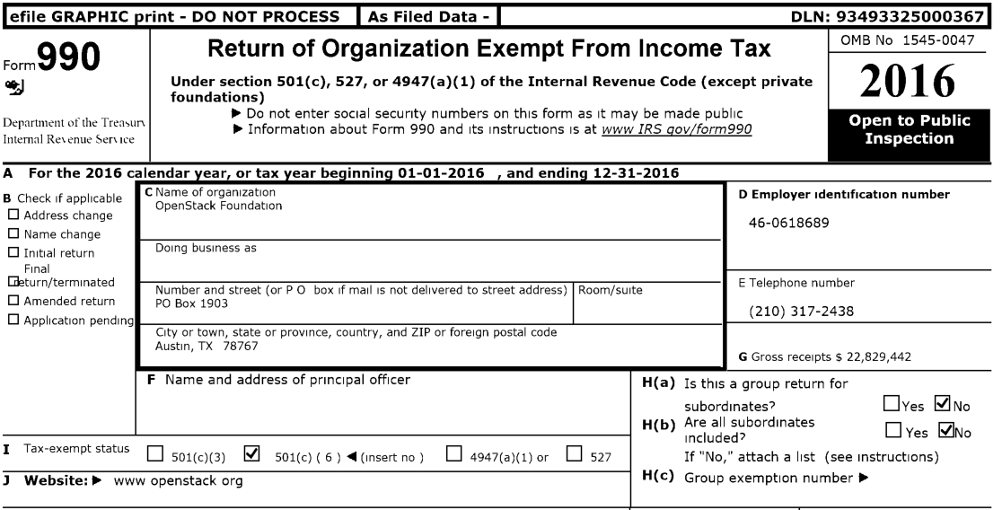 efile GRAPHIC print - DO NOT PROCESS As Filed Data - DLN: 93493325000367
Form 990
Return of Organization Exempt From Income Tax
Under section 501(c), 527, or 4947(a)(1) of the Internal Revenue Code (except private
foundations)
▶ Do not enter social security numbers on this form as it may be made public
▶ Information about Form 990 and its instructions is at www IRS gov/form990
Department of the Treasury
Internal Revenue Service
OMB No 1545-0047
2016
Open to Public
Inspection
A For the 2016 calendar year, or tax year beginning 01-01-2016 , and ending 12-31-2016
B Check if applicable
Address change
Name change
Initial return
Final
return/terminated
Amended return
Application pending
C Name of organization
OpenStack Foundation
Doing business as
Number and street (or P O box if mail is not delivered to street address) Room/suite
PO Box 1903
City or town, state or province, country, and ZIP or foreign postal code
Austin, TX 78767
D Employer identification number
46-0618689
E Telephone number
(210) 317-2438
G Gross receipts $ 22,829,442
F Name and address of principal officer
H(a) Is this a group return for
subordinates? Yes No
H(b) Are all subordinates
included? Yes No
If "No," attach a list (see instructions)
H(c) Group exemption number ▶
I Tax-exempt status 501(c)(3) 501(c) ( 6 ) ◀ (insert no ) 4947(a)(1) or 527
J Website: ▶ www openstack org